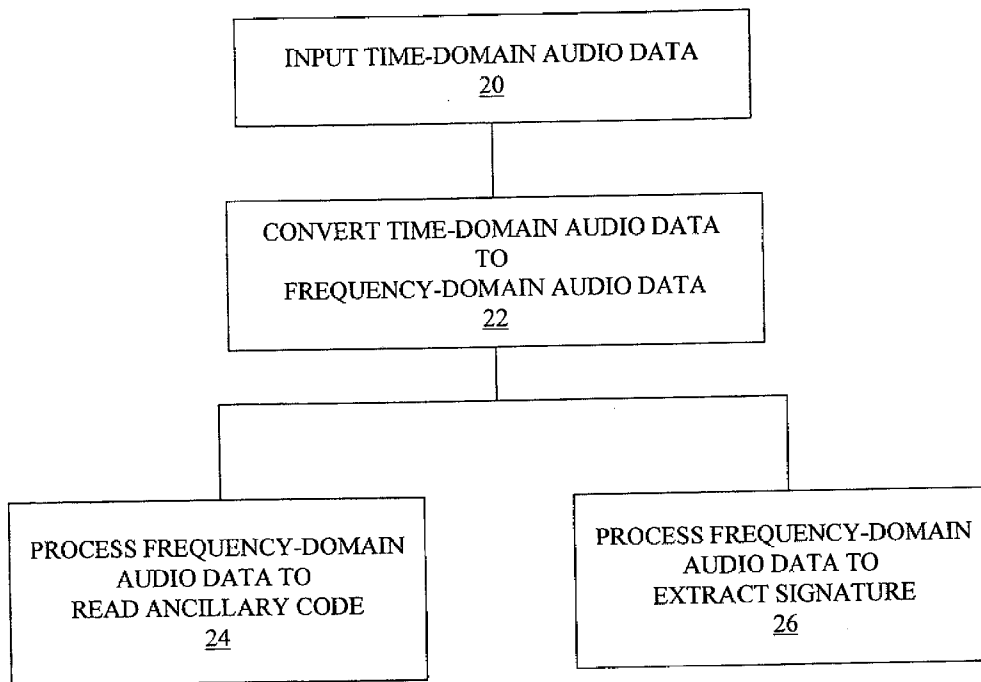 INPUT TIME-DOMAIN AUDIO DATA
20
CONVERT TIME-DOMAIN AUDIO DATA
TO
FREQUENCY-DOMAIN AUDIO DATA
22
PROCESS FREQUENCY-DOMAIN
AUDIO DATA TO
READ ANCILLARY CODE
24
PROCESS FREQUENCY-DOMAIN
AUDIO DATA TO
EXTRACT SIGNATURE
26